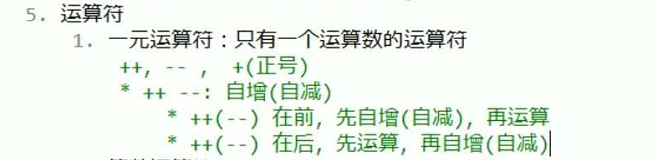 5. 运算符
1. 一元运算符：只有一个运算数的运算符
++, -- , +(正号)
* ++ --: 自增(自减)
* ++(--) 在前, 先自增(自减), 再运算
* ++(--) 在后, 先运算, 再自增(自减)